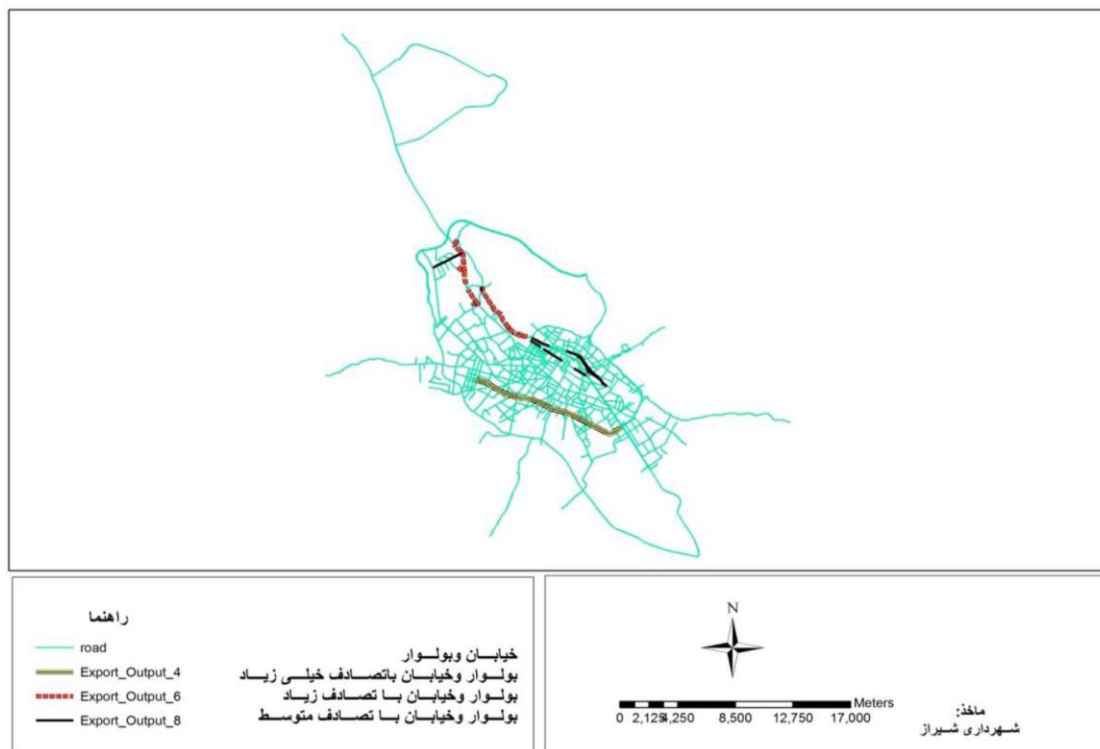 راهنما
road
Export_Output_4
Export_Output_6
Export_Output_8
خیابان وبولوار
بولوار وخیابان باتصادف خیلی زیاد
بولوار وخیابان با تصادف زیاد
بولوار وخیابان با تصادف متوسط
N
Meters
0 2,125 4,250 8,500 12,750 17,000
ماخذ:
شهرداری شیراز